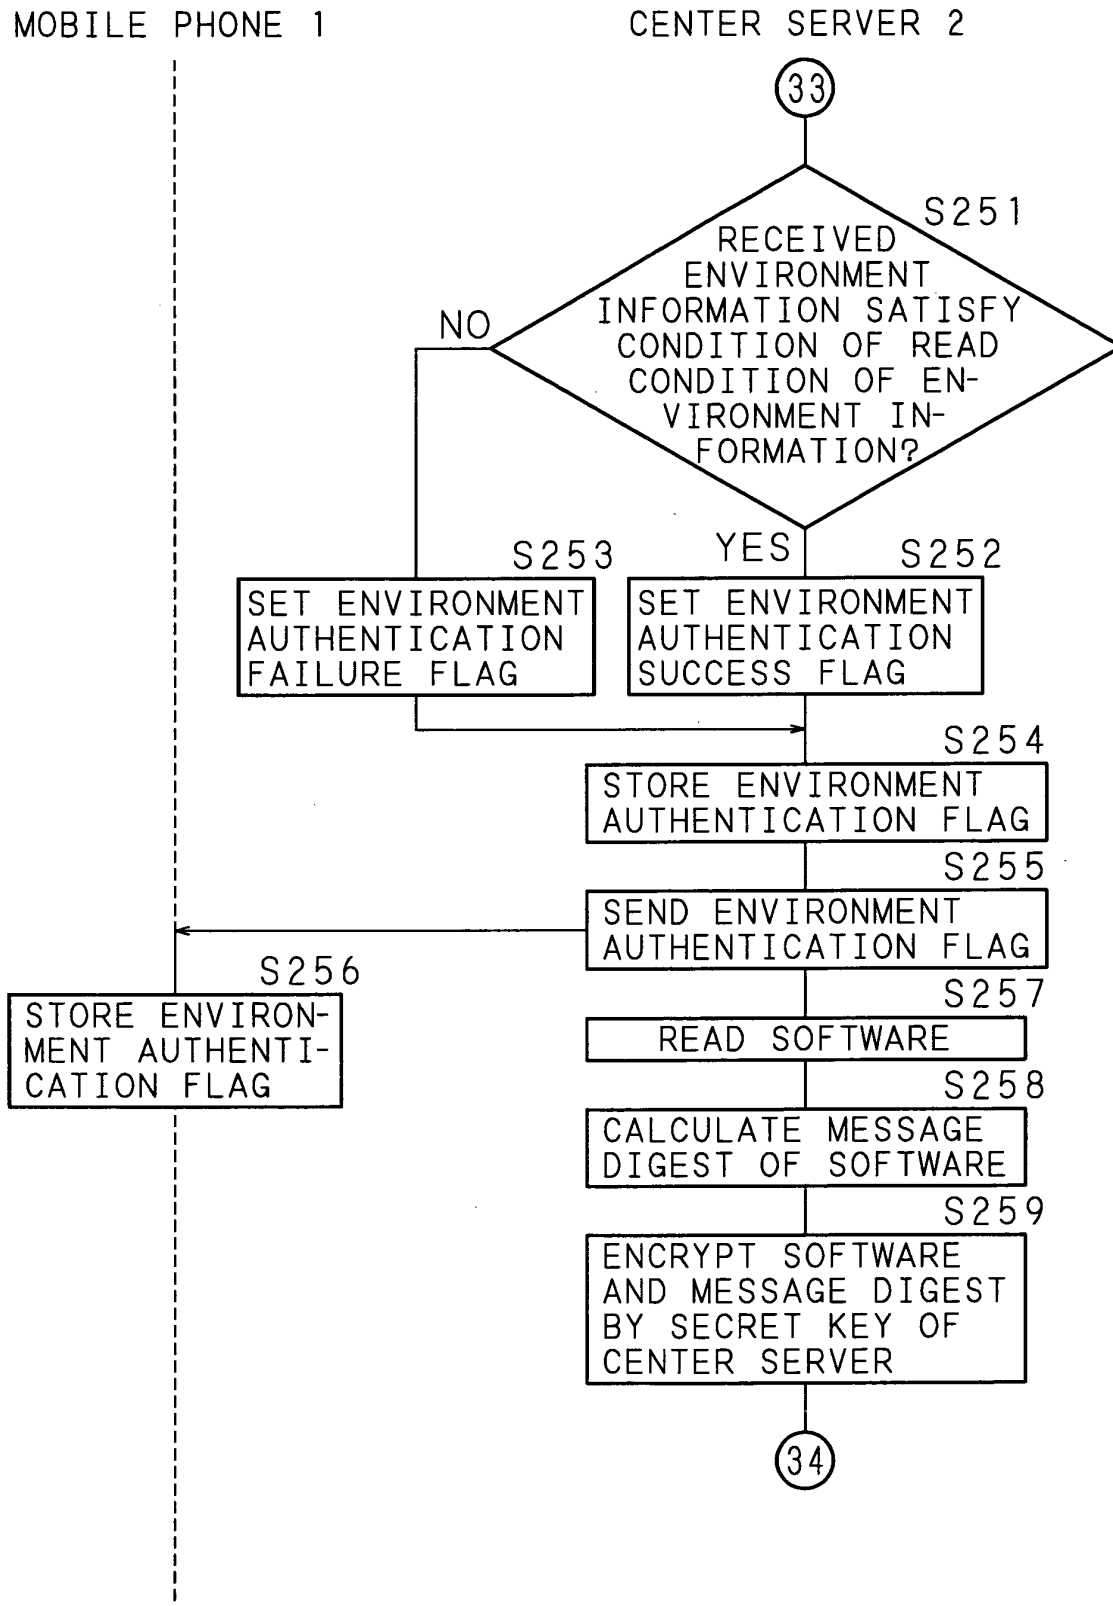 MOBILE PHONE 1
CENTER SERVER 2
33
S251
RECEIVED
ENVIRONMENT
INFORMATION SATISFY
CONDITION OF READ
CONDITION OF EN-
VIRONMENT IN-
FORMATION?
NO
YES
S253
SET ENVIRONMENT
AUTHENTICATION
FAILURE FLAG
S252
SET ENVIRONMENT
AUTHENTICATION
SUCCESS FLAG
S254
STORE ENVIRONMENT
AUTHENTICATION FLAG
S255
SEND ENVIRONMENT
AUTHENTICATION FLAG
S256
STORE ENVIRON-
MENT AUTHENTI-
CATION FLAG
S257
READ SOFTWARE
S258
CALCULATE MESSAGE
DIGEST OF SOFTWARE
S259
ENCRYPT SOFTWARE
AND MESSAGE DIGEST
BY SECRET KEY OF
CENTER SERVER
34